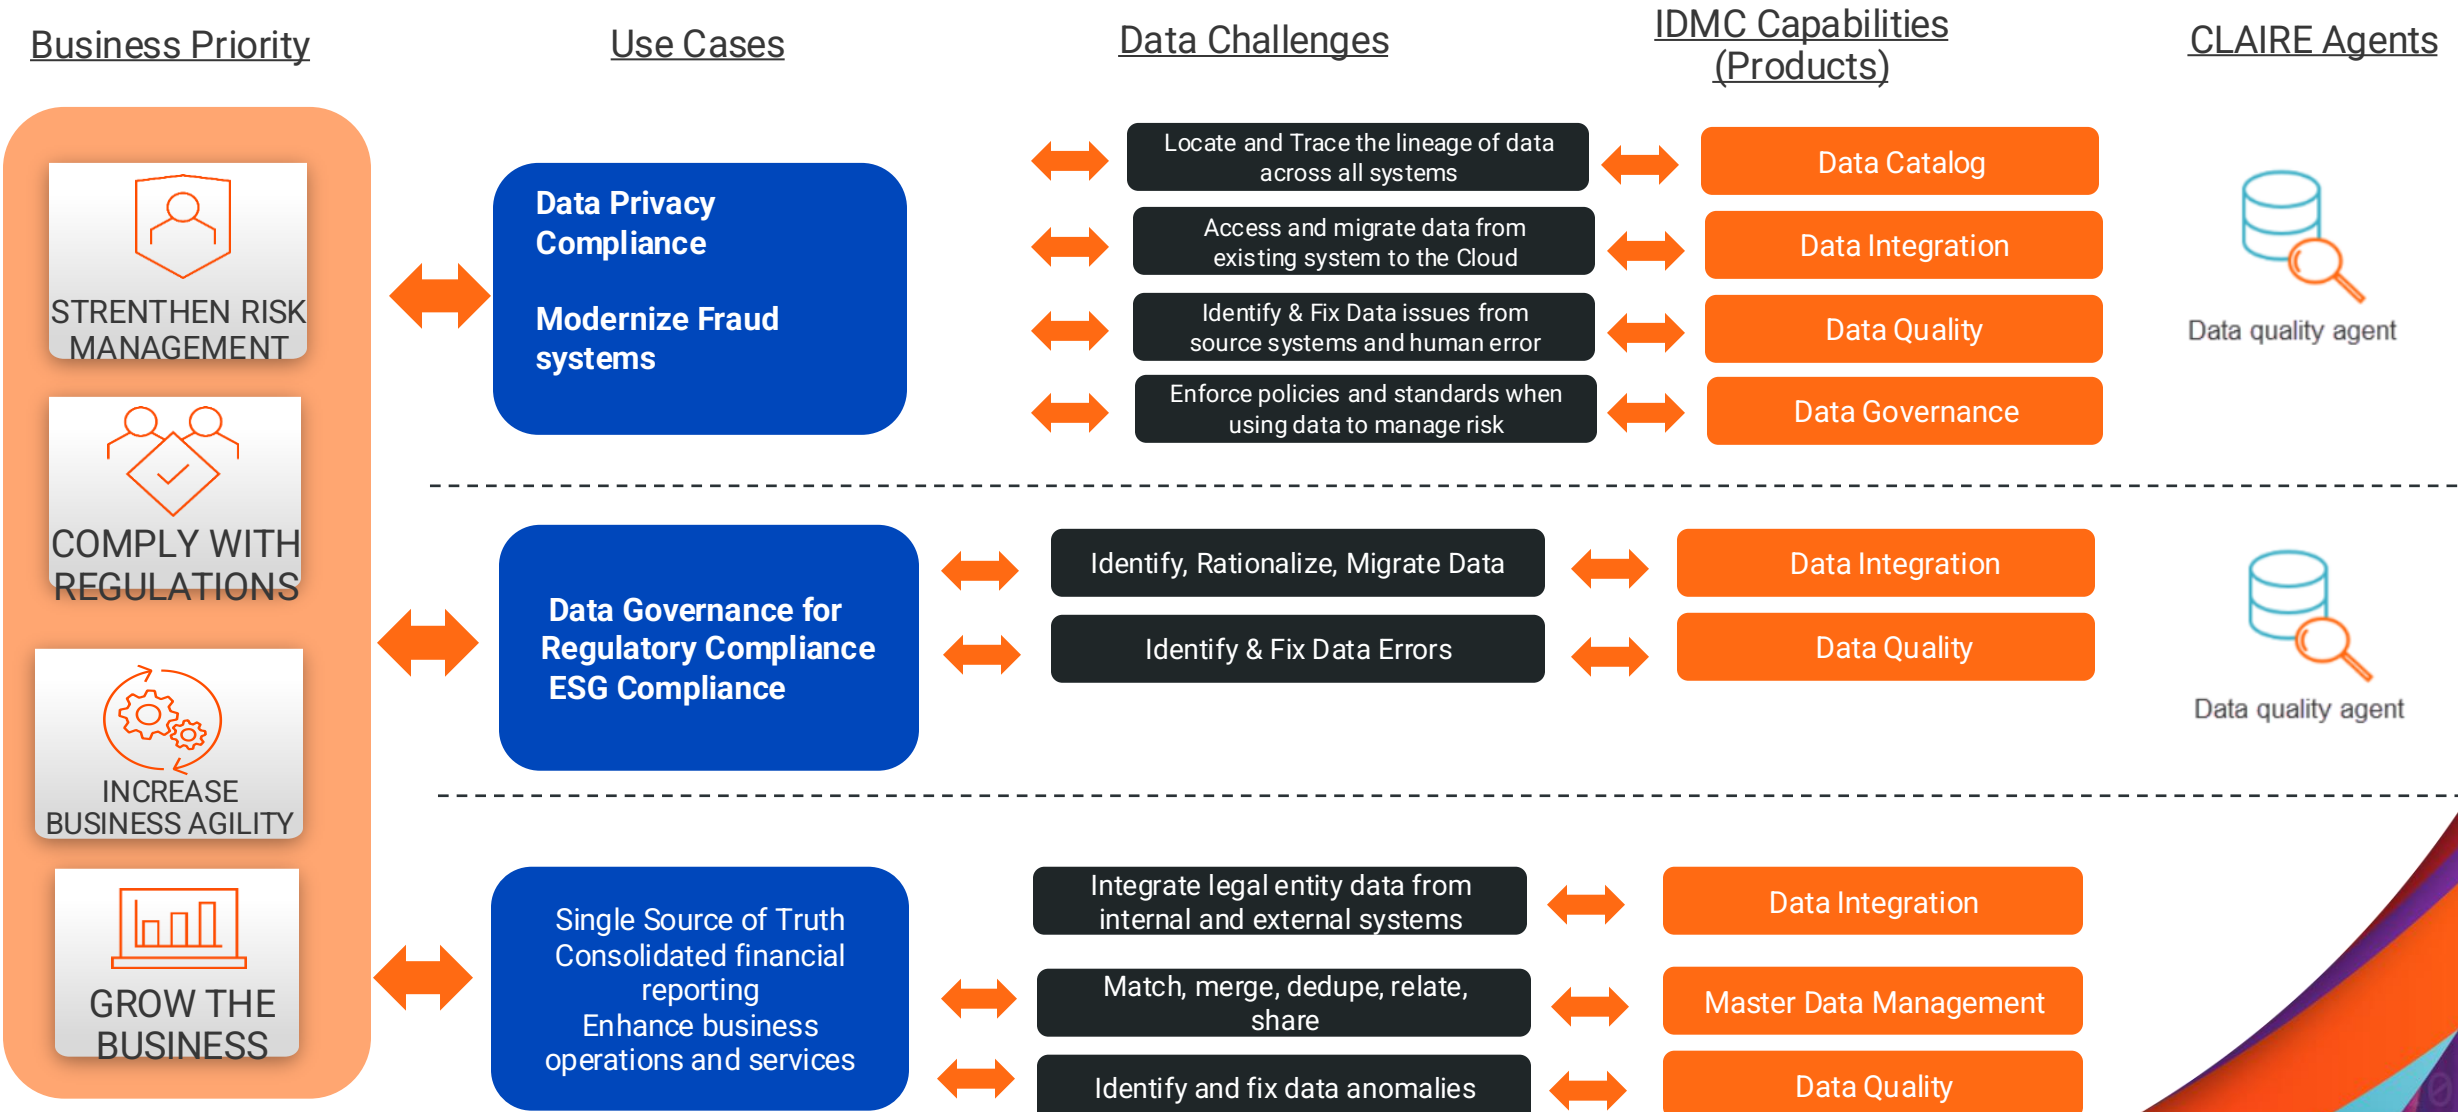 Business Priority
Use Cases
Data Challenges
IDMC Capabilities
(Products)
CLAIRE Agents
STRENTHEN RISK
MANAGEMENT
COMPLY WITH
REGULATIONS
INCREASE
BUSINESS AGILITY
GROW THE
BUSINESS
Data Privacy
Compliance
Modernize Fraud
systems
Locate and Trace the lineage of data
across all systems
Data Catalog
Access and migrate data from
existing system to the Cloud
Data Integration
Identify & Fix Data issues from
source systems and human error
Data Quality
Enforce policies and standards when
using data to manage risk
Data Governance
Data quality agent
Data Governance for
Regulatory Compliance
ESG Compliance
Identify, Rationalize, Migrate Data
Data Integration
Identify & Fix Data Errors
Data Quality
Data quality agent
Single Source of Truth
Consolidated financial
reporting
Enhance business
operations and services
Integrate legal entity data from
internal and external systems
Data Integration
Match, merge, dedupe, relate,
share
Master Data Management
Identify and fix data anomalies
Data Quality